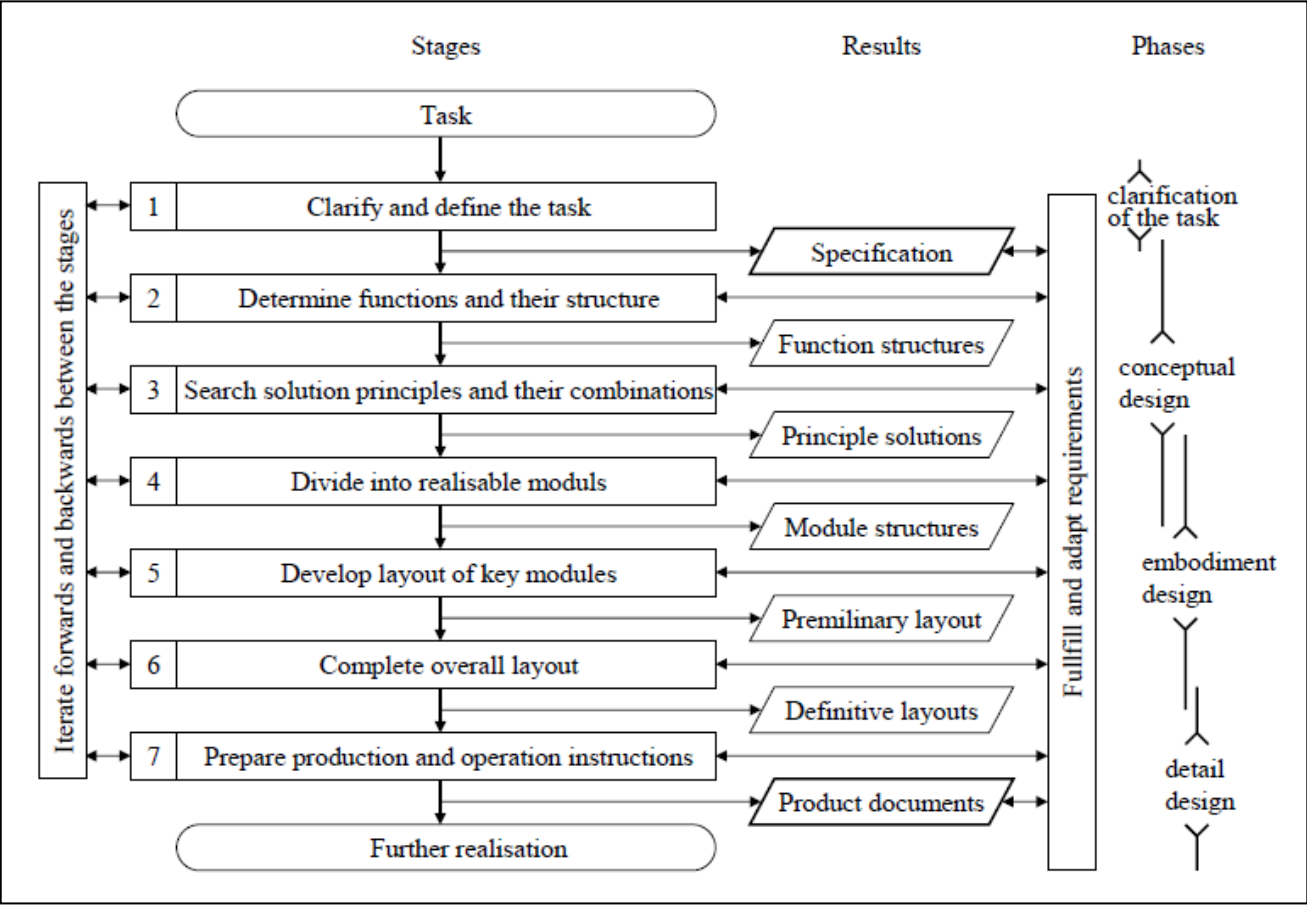 Stages
Results
Phases
Task
1
Clarify and define the task
Specification
2
Determine functions and their structure
Function structures
3
Search solution principles and their combinations
Principle solutions
4
Divide into realisable moduls
Module structures
5
Develop layout of key modules
Premilinary layout
6
Complete overall layout
Definitive layouts
7
Prepare production and operation instructions
Product documents
Further realisation
Iterate forwards and backwards between the stages
Fullfill and adapt requirements
clarification
of the task
conceptual
design
embodiment
design
detail
design